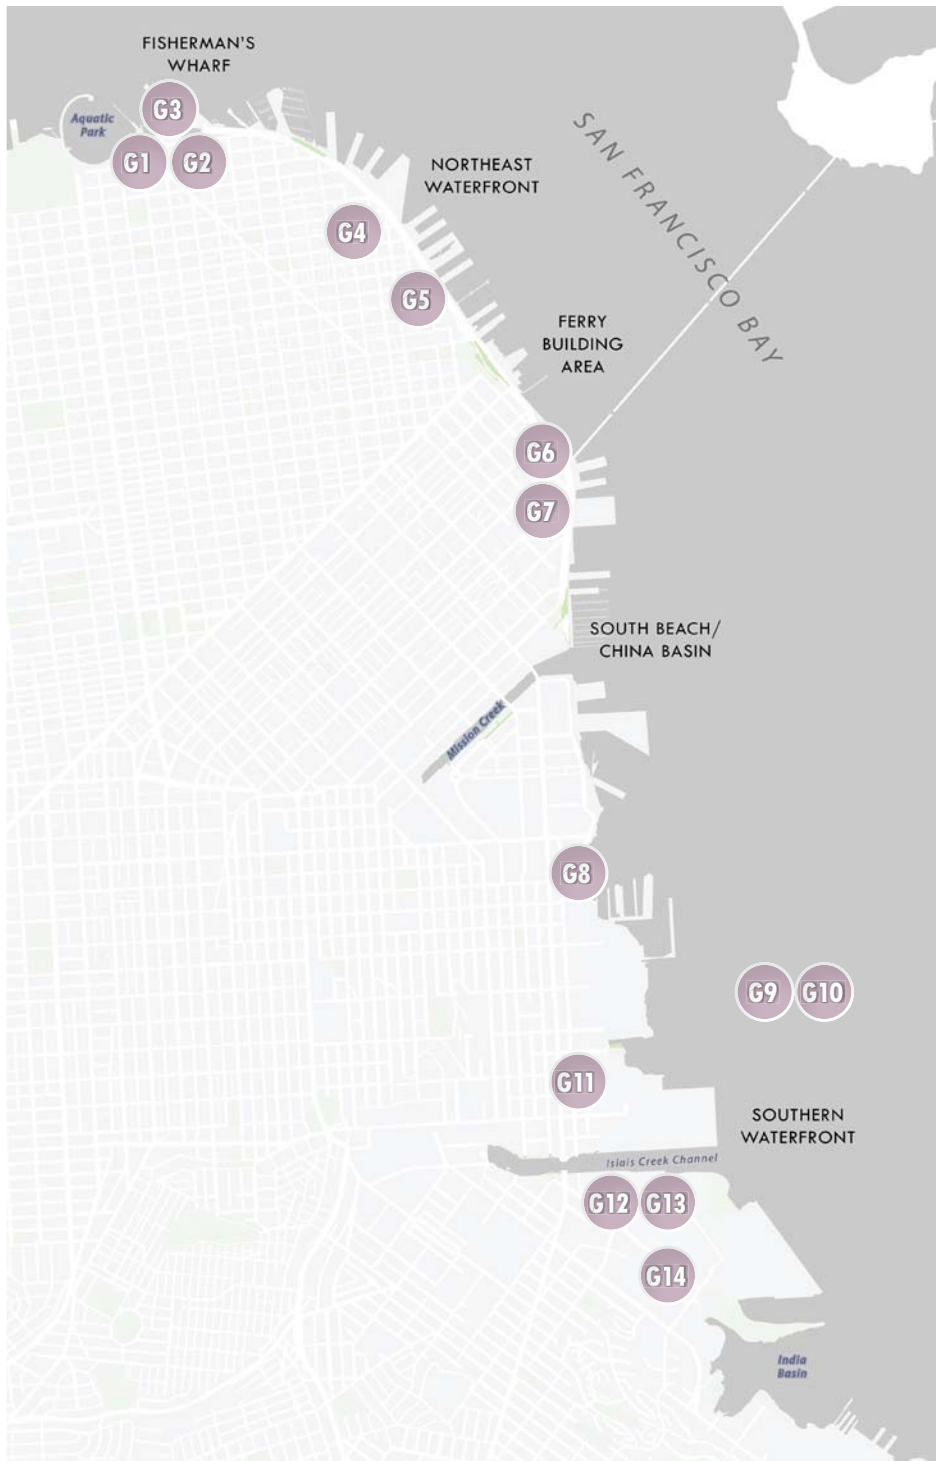 FISHERMAN'S
WHARF
G3
Aquatic
Park
G1
G2
NORTHEAST
WATERFRONT
SAN FRANCISCO BAY
G4
G5
FERRY
BUILDING
AREA
G6
G7
SOUTH BEACH/
CHINA BASIN
Mission Creek
G8
G9
G10
G11
SOUTHERN
WATERFRONT
Islais Creek Channel
G12
G13
G14
India
Basin